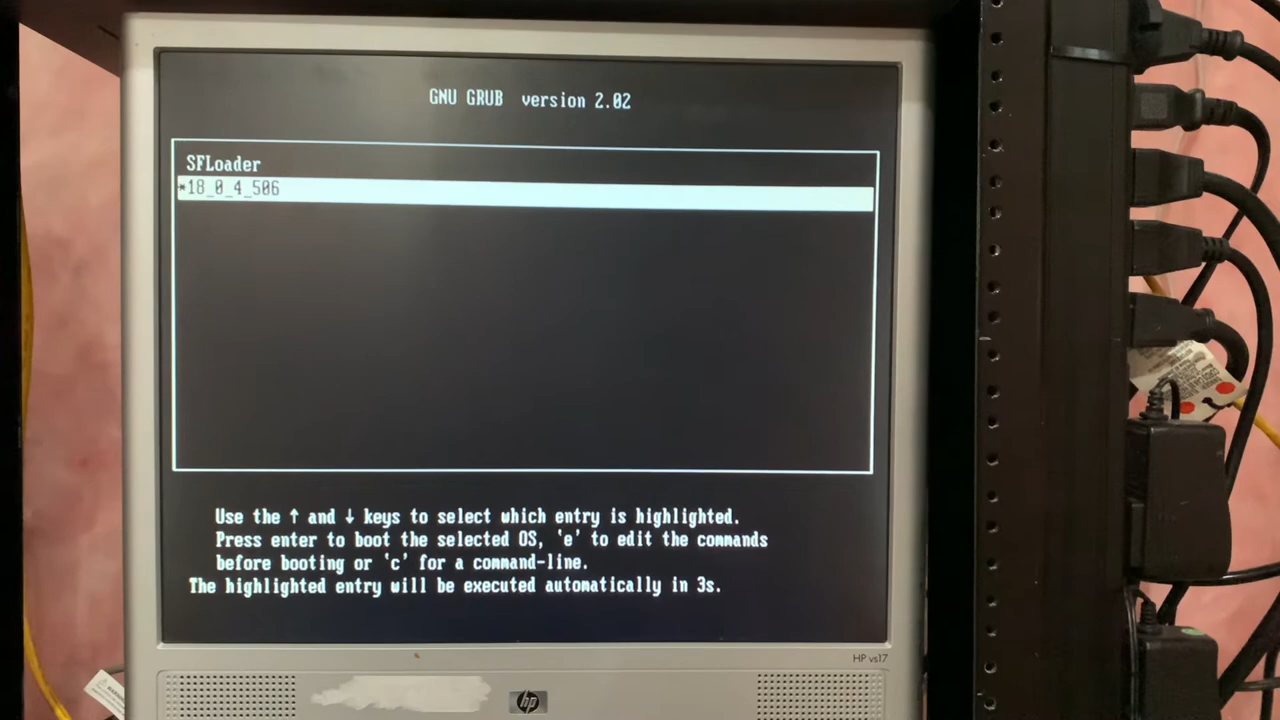 GNU GRUB version 2.02
SFLoader
*18_0_4_506
Use the ↑ and ↓ keys to select which entry is highlighted.
Press enter to boot the selected OS, `e' to edit the commands
before booting or `c' for a command-line.
The highlighted entry will be executed automatically in 3s.
HP vs17
hp